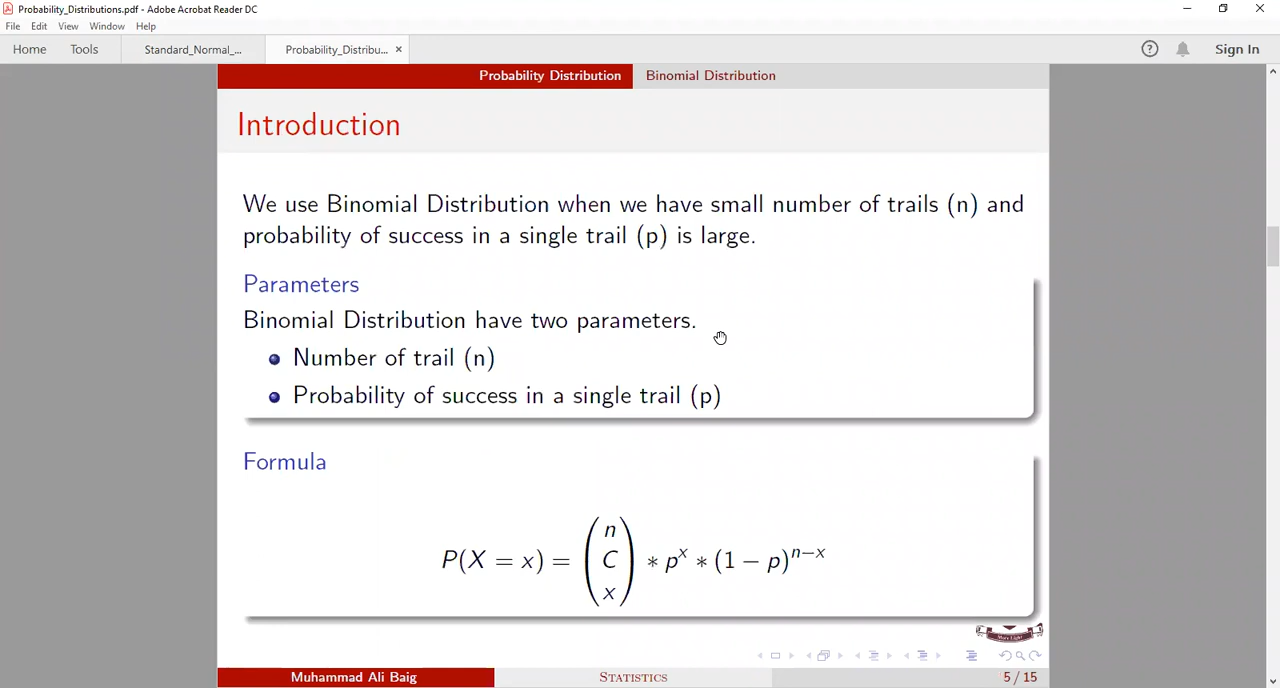 Probability_Distributions.pdf - Adobe Acrobat Reader DC
File Edit View Window Help
Home Tools Standard_Normal_... Probability_Distribu... × ? Sign In
Probability Distribution Binomial Distribution
Introduction
We use Binomial Distribution when we have small number of trails (n) and
probability of success in a single trail (p) is large.
Parameters
Binomial Distribution have two parameters.
Number of trail (n)
Probability of success in a single trail (p)
Formula
P(X = x) = (n C x) * p^x * (1 − p)^{n−x}
Muhammad Ali Baig STATISTICS 5 / 15